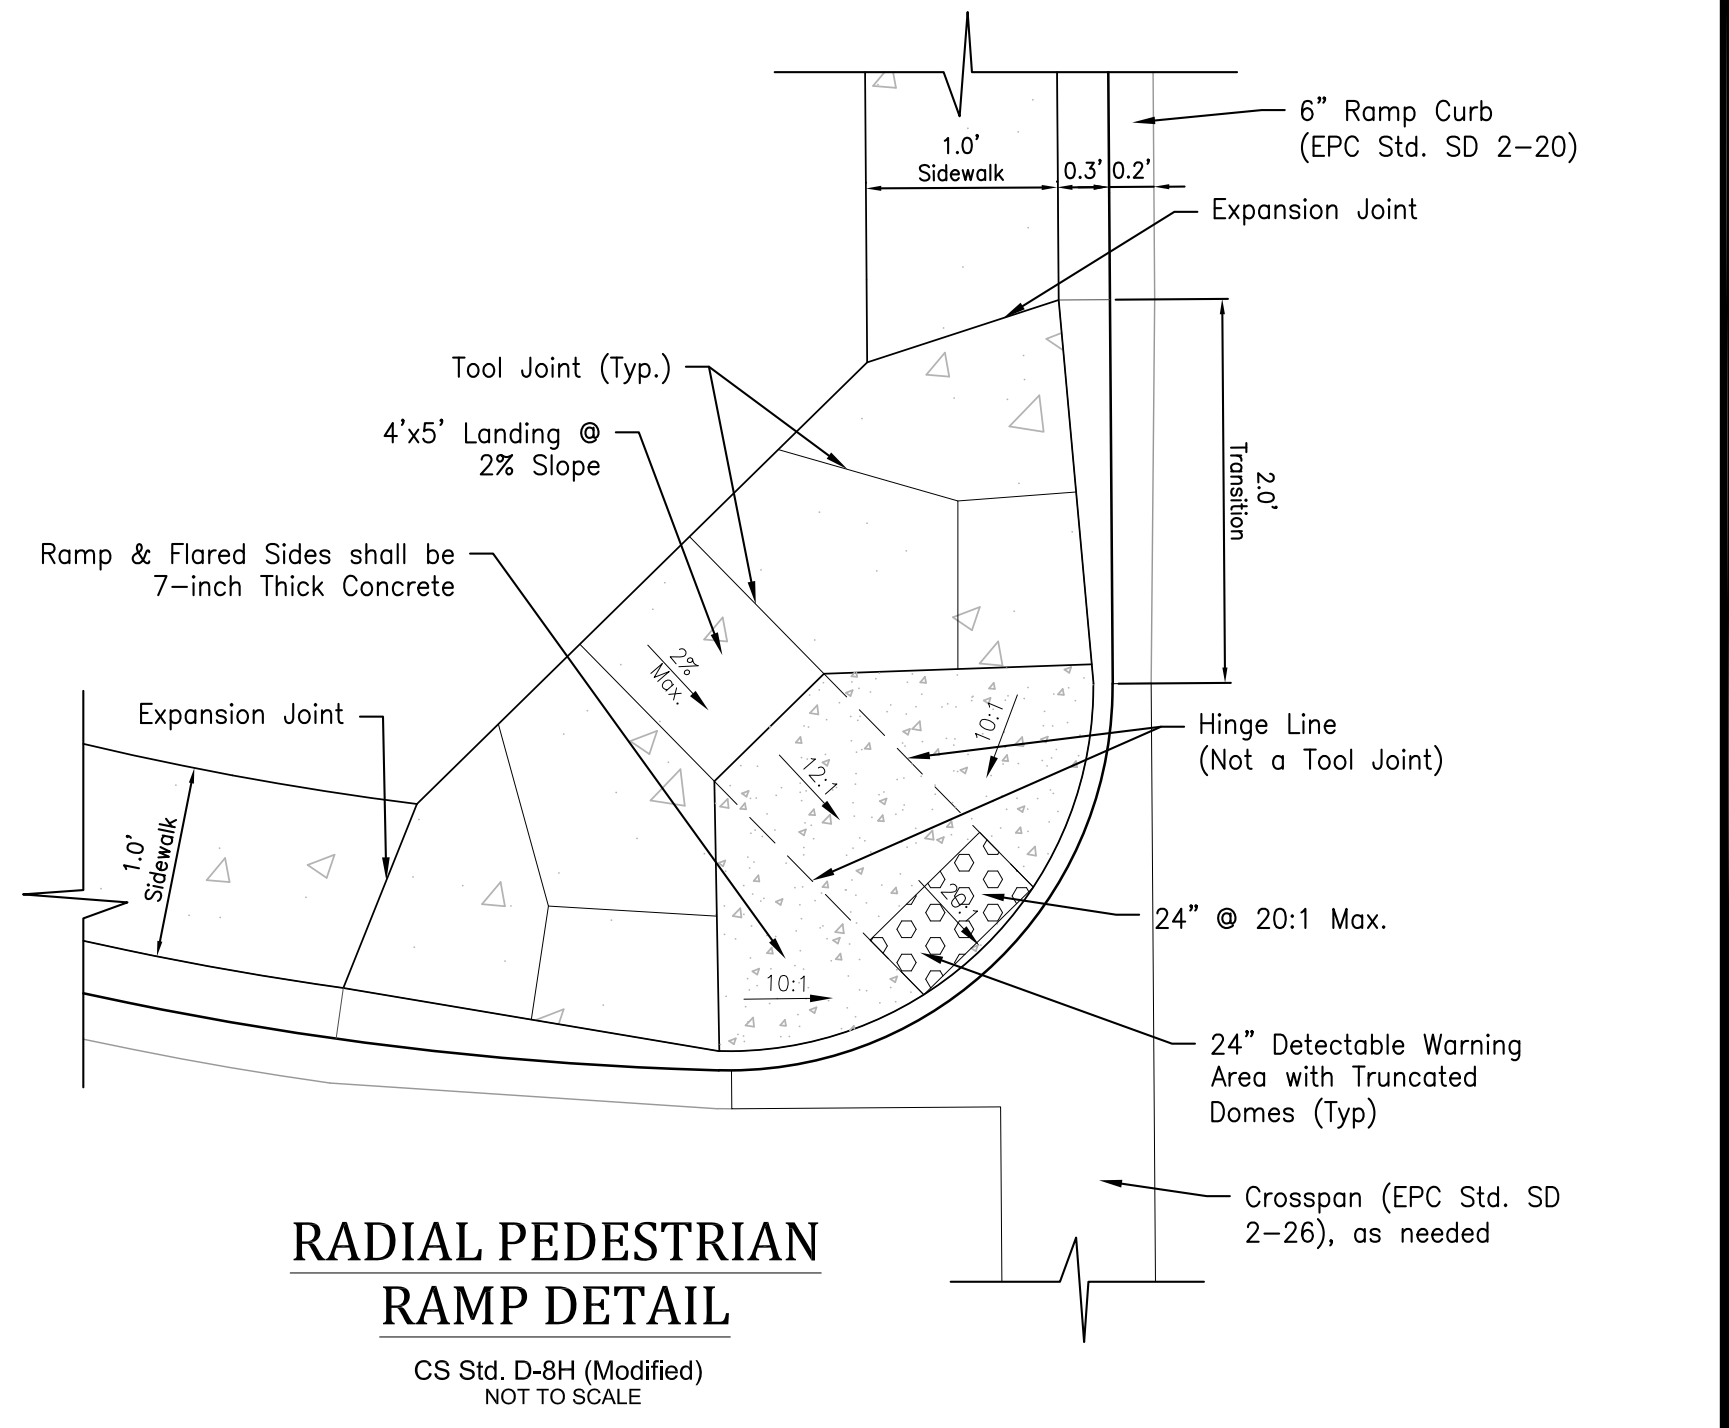 6” Ramp Curb
(EPC Std. SD 2-20)
1.0’
Sidewalk
0.3’
0.2’
Expansion Joint
Tool Joint (Typ.)
4’x5’ Landing @
2% Slope
2.0’
Transition
Ramp & Flared Sides shall be
7-inch Thick Concrete
2%
Max.
Expansion Joint
10:1
Hinge Line
(Not a Tool Joint)
12:1
1.0’
Sidewalk
20:1
24” @ 20:1 Max.
10:1
24” Detectable Warning
Area with Truncated
Domes (Typ)
Crosspan (EPC Std. SD
2-26), as needed
RADIAL PEDESTRIAN
RAMP DETAIL
CS Std. D-8H (Modified)
NOT TO SCALE